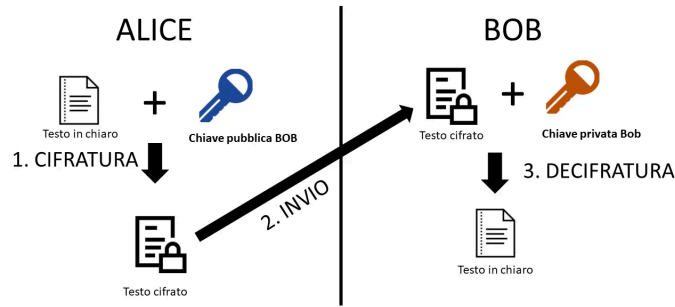 ALICE
Testo in chiaro
Chiave pubblica BOB
1. CIFRATURA
Testo cifrato
2. INVIO
BOB
Testo cifrato
Chiave privata Bob
3. DECIFRATURA
Testo in chiaro